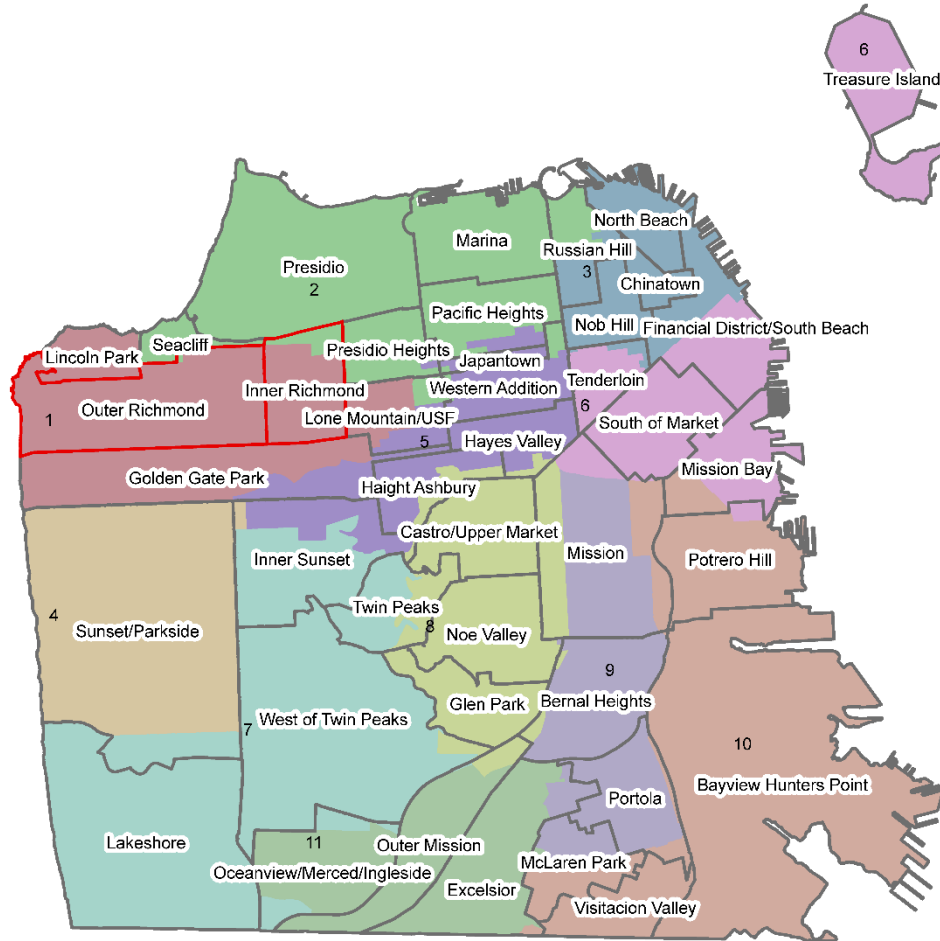 6
Treasure Island
North Beach
Marina
Russian Hill
Presidio
3
2
Chinatown
Pacific Heights
Nob Hill
Financial District/South Beach
Seacliff
Lincoln Park
Presidio Heights
Japantown
Tenderloin
Inner Richmond
Western Addition
Outer Richmond
6
1
Lone Mountain/USF
South of Market
5
Hayes Valley
Mission Bay
Golden Gate Park
Haight Ashbury
Castro/Upper Market
Mission
Inner Sunset
Potrero Hill
Twin Peaks
4
8
Sunset/Parkside
Noe Valley
9
Glen Park
Bernal Heights
West of Twin Peaks
7
10
Bayview Hunters Point
Portola
11
Lakeshore
Outer Mission
McLaren Park
Oceanview/Merced/Ingleside
Excelsior
Visitacion Valley